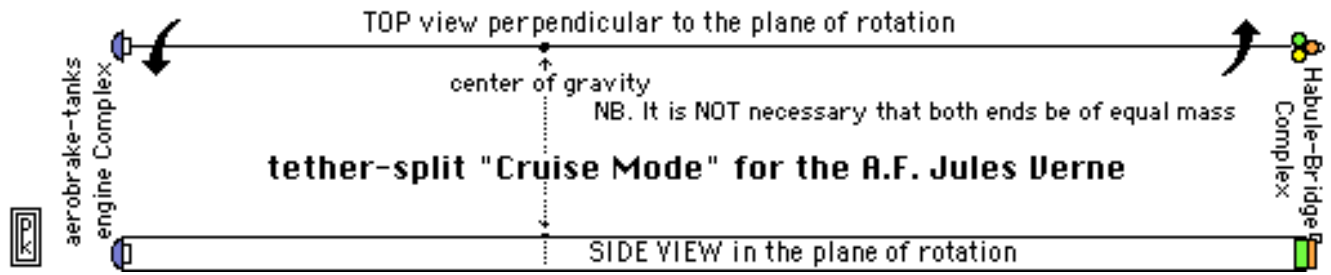 TOP view perpendicular to the plane of rotation
aerobrake-tanks
engine Complex
center of gravity
NB. It is NOT necessary that both ends be of equal mass
Habule-Bridge
Complex
tether-split "Cruise Mode" for the A.F. Jules Verne
PK
SIDE VIEW in the plane of rotation